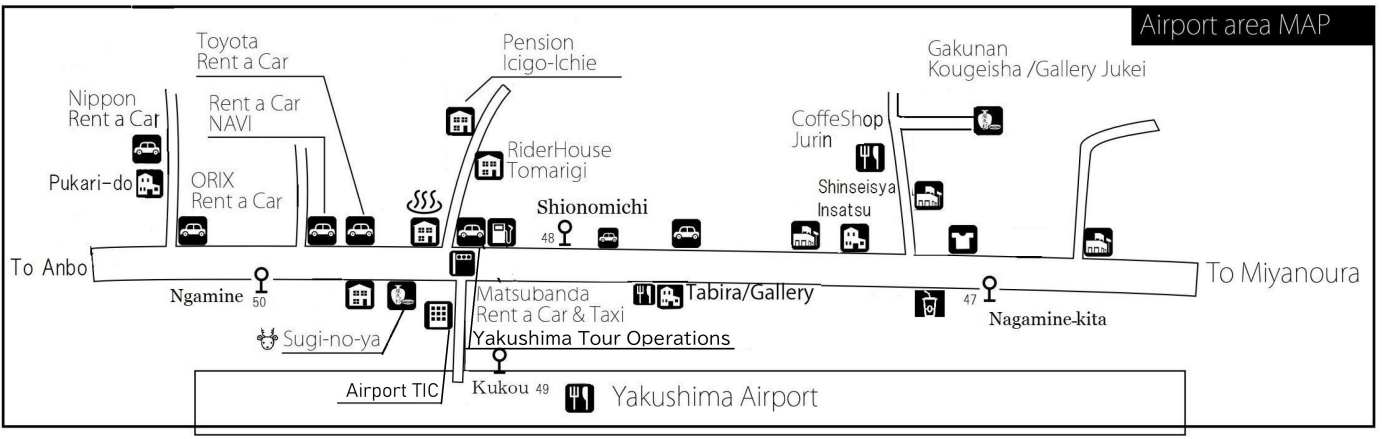 Airport area MAP
Toyota
Rent a Car
Pension
Icigo-Ichie
Gakunan
Kougeisha /Gallery Jukei
Nippon
Rent a Car
Rent a Car
NAVI
CoffeShop
Jurin
RiderHouse
Tomarigi
Pukari-do
ORIX
Rent a Car
Shinseisya
Insatsu
Shionomichi
48
To Anbo
To Miyanoura
Ngamine 50
Matsubanda
Rent a Car & Taxi
Tabira/Gallery
47
Nagamine-kita
Sugi-no-ya
Yakushima Tour Operations
Airport TIC
Kukou 49
Yakushima Airport